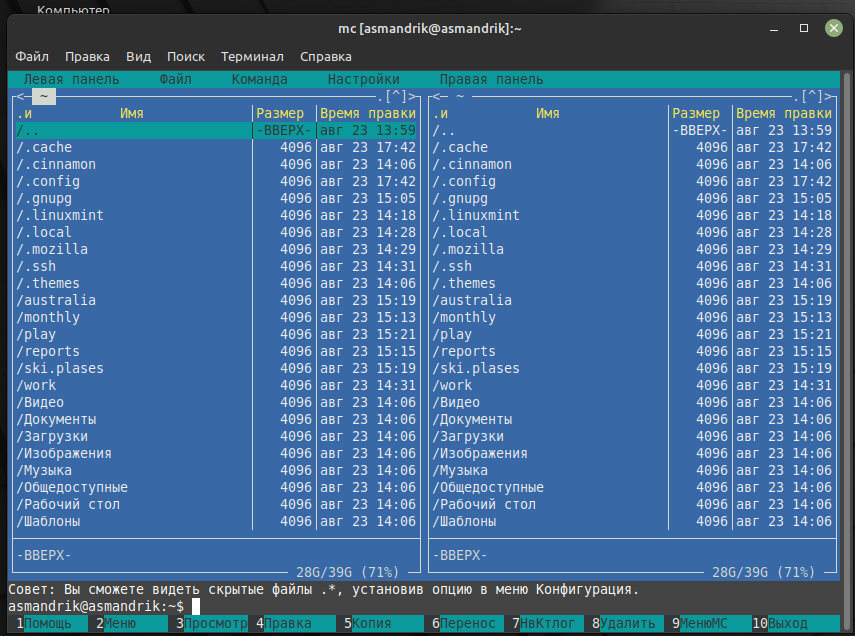 Компьютер
mc [asmandrik@asmandrik]:~
Файл Правка Вид Поиск Терминал Справка
Левая панель Файл Команда Настройки Правая панель
<- ~ .[^]> <- ~ .[^]>
.и Имя Размер Время правки .и Имя Размер Время правки
/.. -ВВЕРХ- авг 23 13:59 /.. -ВВЕРХ- авг 23 13:59
/.cache 4096 авг 23 17:42 /.cache 4096 авг 23 17:42
/.cinnamon 4096 авг 23 14:06 /.cinnamon 4096 авг 23 14:06
/.config 4096 авг 23 17:42 /.config 4096 авг 23 17:42
/.gnupg 4096 авг 23 15:05 /.gnupg 4096 авг 23 15:05
/.linuxmint 4096 авг 23 14:18 /.linuxmint 4096 авг 23 14:18
/.local 4096 авг 23 14:28 /.local 4096 авг 23 14:28
/.mozilla 4096 авг 23 14:29 /.mozilla 4096 авг 23 14:29
/.ssh 4096 авг 23 14:31 /.ssh 4096 авг 23 14:31
/.themes 4096 авг 23 14:06 /.themes 4096 авг 23 14:06
/australia 4096 авг 23 15:19 /australia 4096 авг 23 15:19
/monthly 4096 авг 23 15:13 /monthly 4096 авг 23 15:13
/play 4096 авг 23 15:21 /play 4096 авг 23 15:21
/reports 4096 авг 23 15:15 /reports 4096 авг 23 15:15
/ski.plases 4096 авг 23 15:19 /ski.plases 4096 авг 23 15:19
/work 4096 авг 23 14:31 /work 4096 авг 23 14:31
/Видео 4096 авг 23 14:06 /Видео 4096 авг 23 14:06
/Документы 4096 авг 23 14:06 /Документы 4096 авг 23 14:06
/Загрузки 4096 авг 23 14:06 /Загрузки 4096 авг 23 14:06
/Изображения 4096 авг 23 14:06 /Изображения 4096 авг 23 14:06
/Музыка 4096 авг 23 14:06 /Музыка 4096 авг 23 14:06
/Общедоступные 4096 авг 23 14:06 /Общедоступные 4096 авг 23 14:06
/Рабочий стол 4096 авг 23 14:06 /Рабочий стол 4096 авг 23 14:06
/Шаблоны 4096 авг 23 14:06 /Шаблоны 4096 авг 23 14:06
-ВВЕРХ- -ВВЕРХ-
28G/39G (71%) 28G/39G (71%)
Совет: Вы сможете видеть скрытые файлы .*, установив опцию в меню Конфигурация.
asmandrik@asmandrik:~$
1Помощь 2Меню 3Просмотр 4Правка 5Копия 6Перенос 7НвКтлог 8Удалить 9МенюМС 10Выход